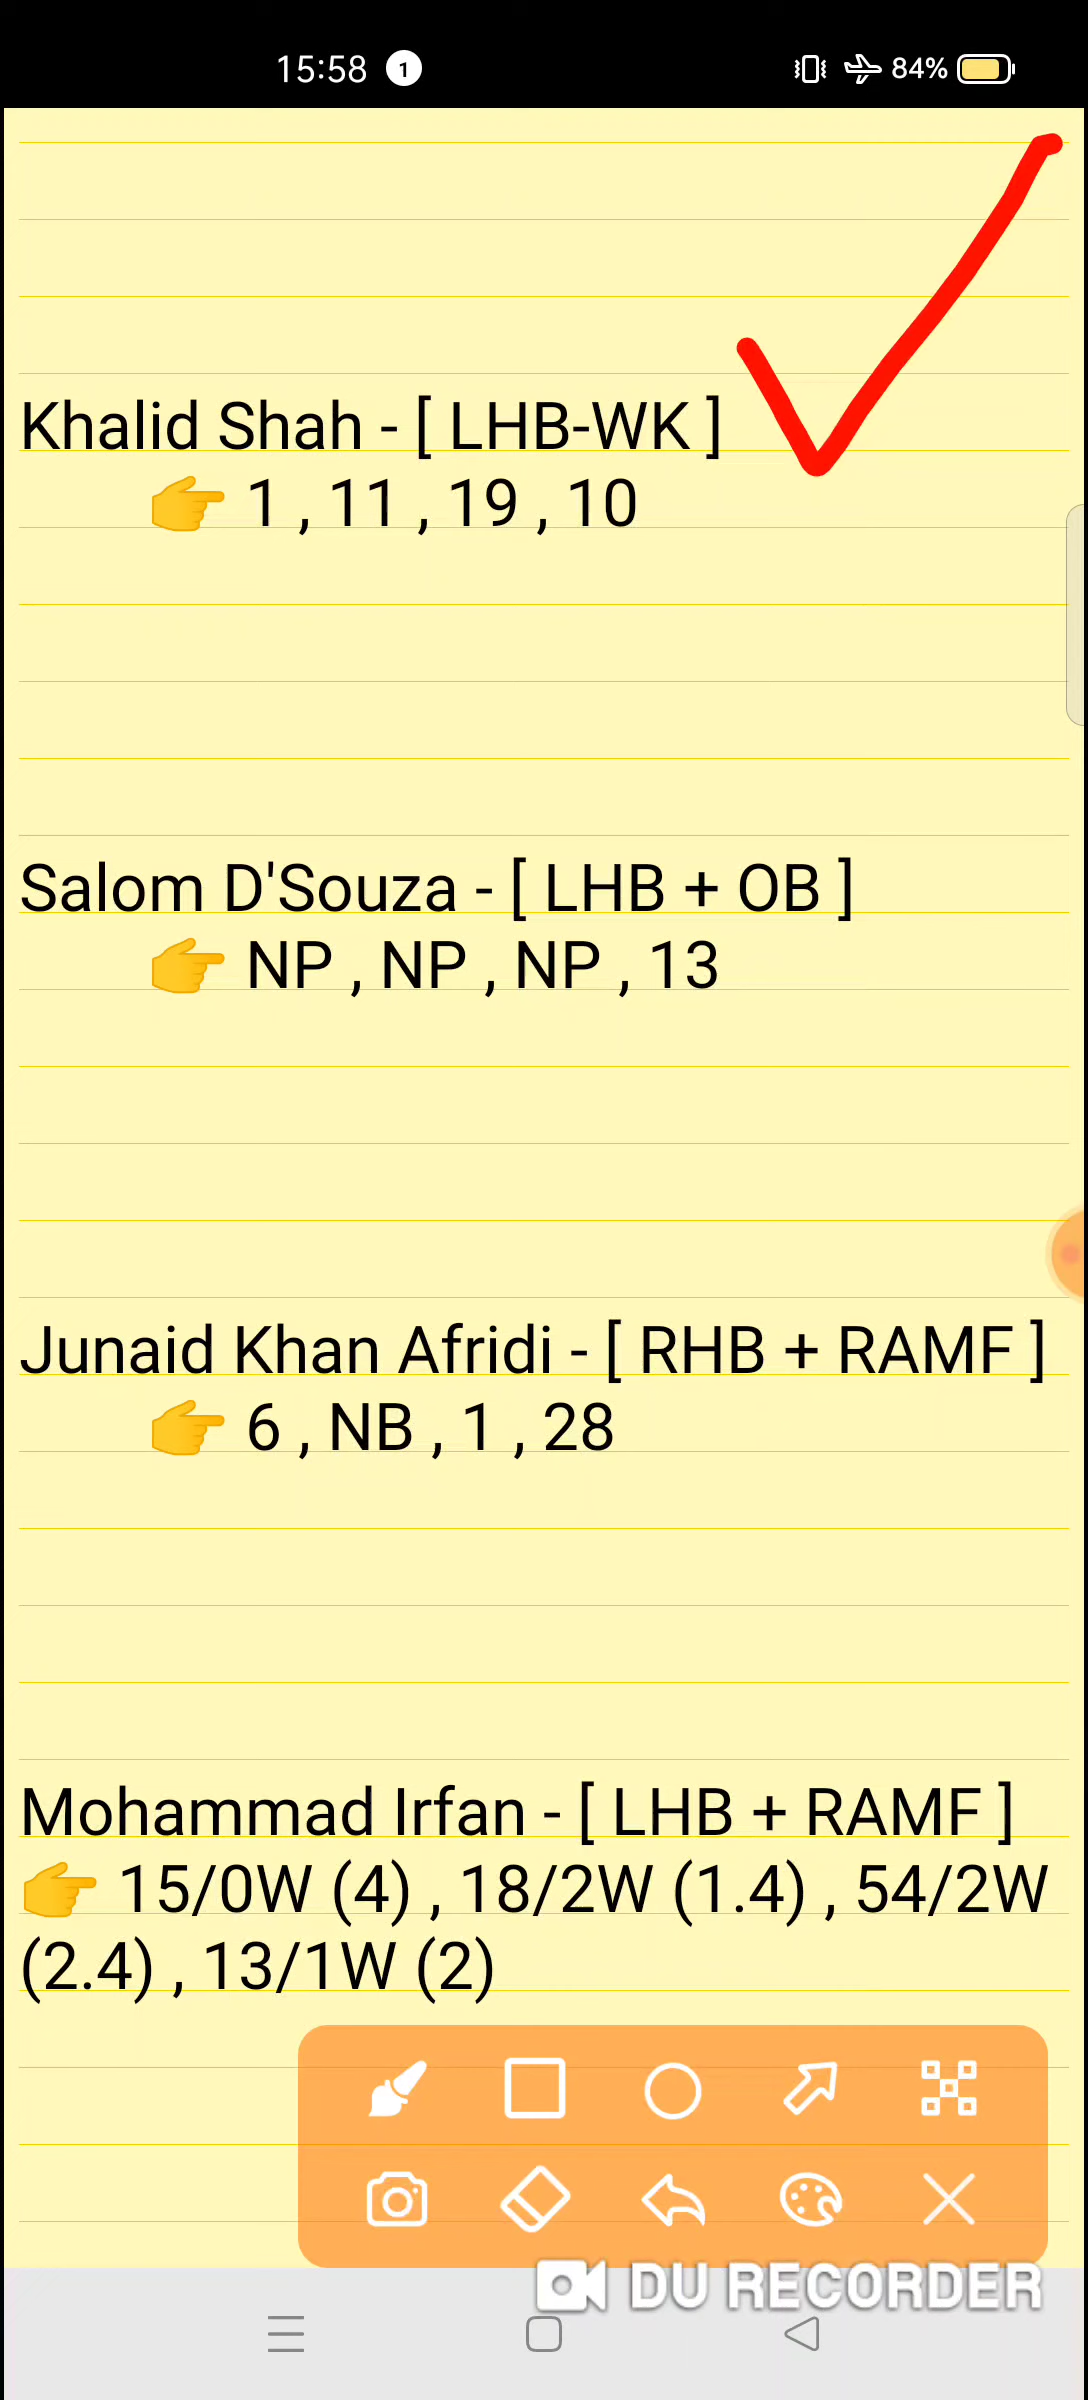 15:58 1 84%
Khalid Shah - [ LHB-WK ]
👉 1 , 11 , 19 , 10
Salom D'Souza - [ LHB + OB ]
👉 NP , NP , NP , 13
Junaid Khan Afridi - [ RHB + RAMF ]
👉 6 , NB , 1 , 28
Mohammad Irfan - [ LHB + RAMF ]
👉 15/0W (4) , 18/2W (1.4) , 54/2W
(2.4) , 13/1W (2)
DU RECORDER